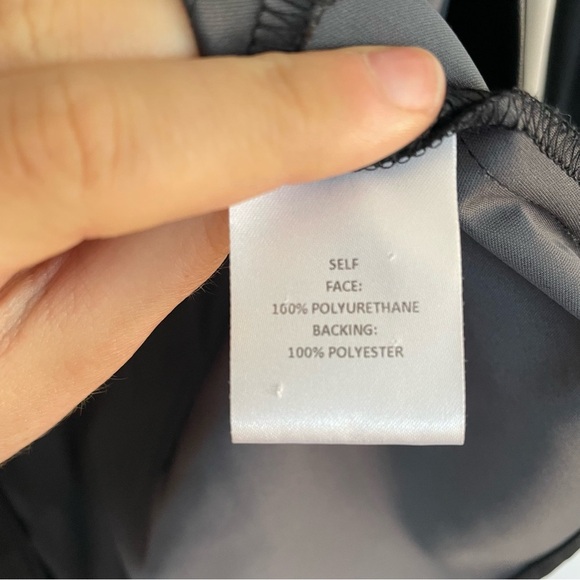 SELF
FACE:
100% POLYURETHANE
BACKING:
100% POLYESTER